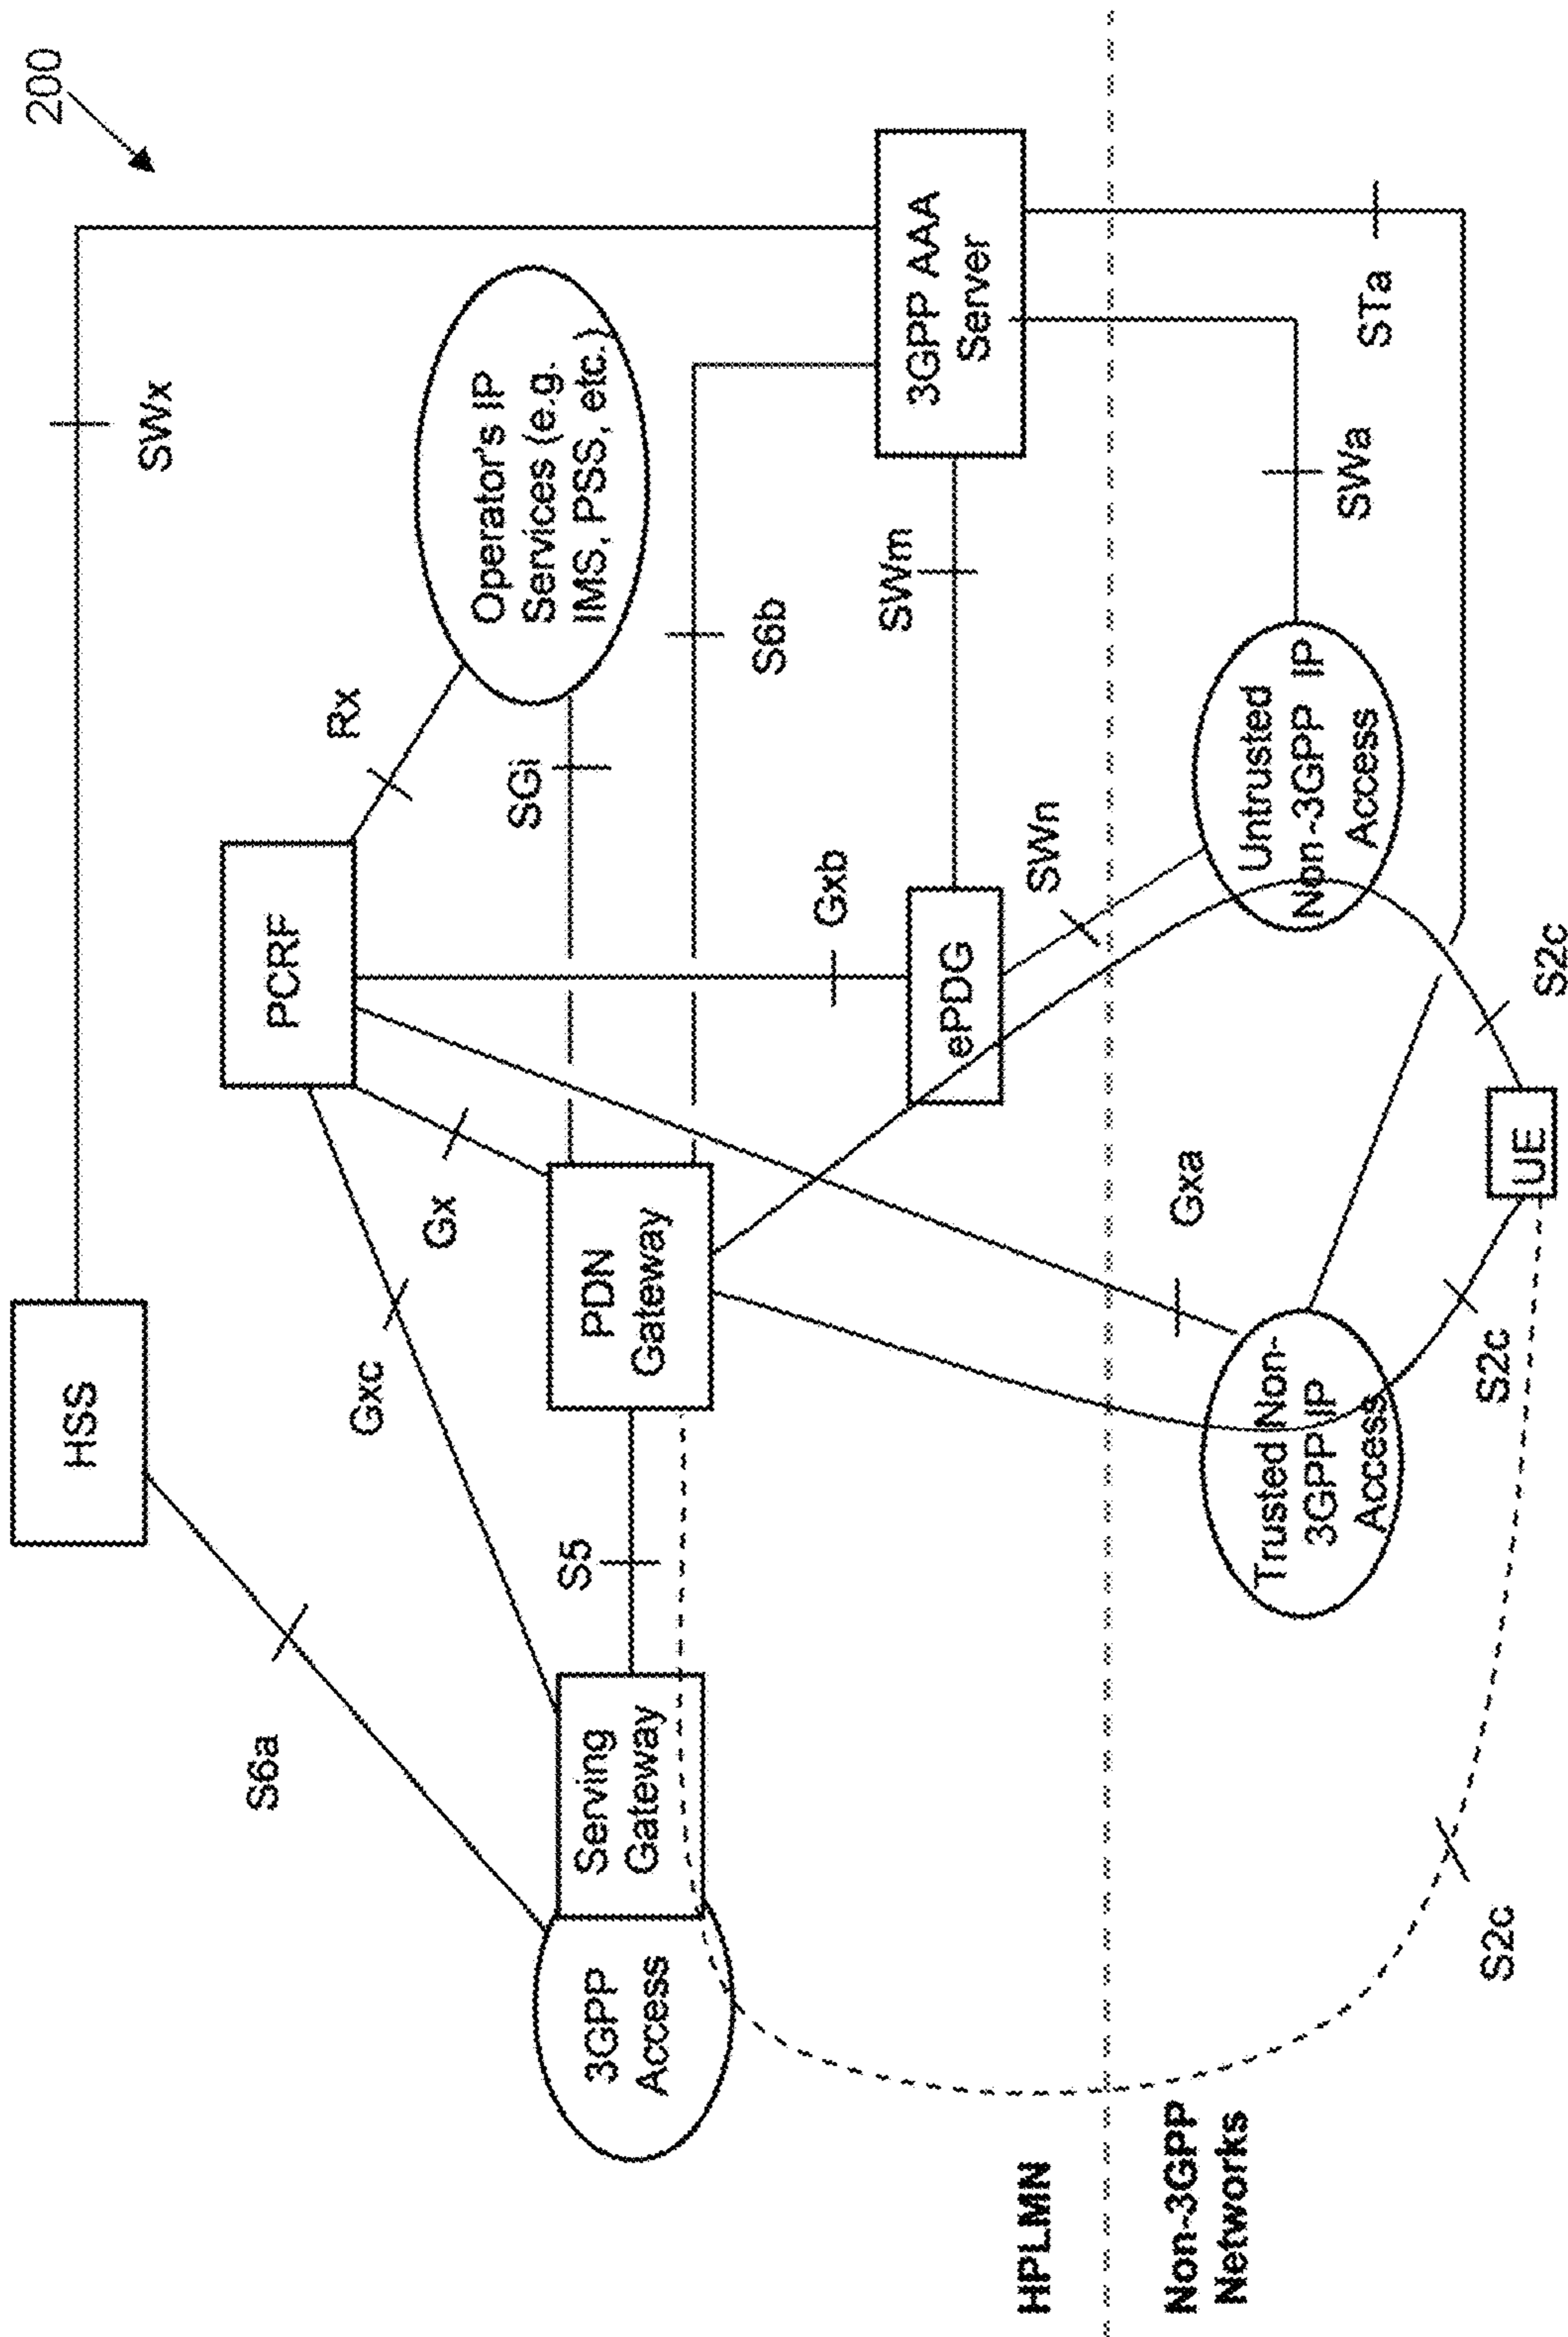 200
HSS
SWx
S6a
PCRF
Rx
Gxc
Gx
Operator's IP
Services (e.g.
IMS, PSS, etc.)
SGi
S6b
3GPP
Access
Serving
Gateway
S5
PDN
Gateway
Gxb
ePDG
SWm
3GPP AAA
Server
SWn
HPLMN
Non-3GPP
Networks
Gxa
Trusted Non-
3GPP IP
Access
Untrusted
Non-3GPP IP
Access
SWa
STa
S2c
S2c
UE
S2c